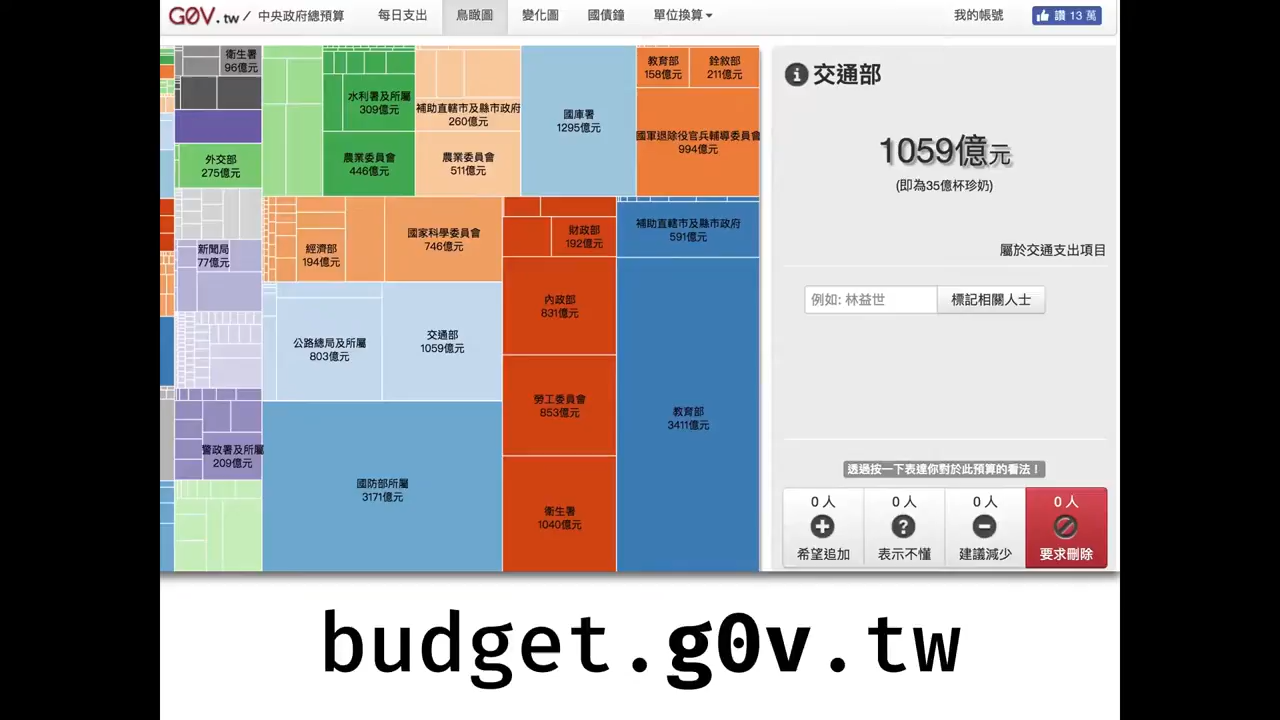 G0V.tw / 中央政府總預算 每日支出 鳥瞰圖 變化圖 國債鐘 單位換算 我的帳號 讚 13 萬
衛生署
96億元
外交部
275億元
新聞局
77億元
警政署及所屬
209億元
水利署及所屬
309億元
農業委員會
446億元
補助直轄市及縣市政府
260億元
農業委員會
511億元
國庫署
1295億元
教育部
158億元
銓敘部
211億元
國軍退除役官兵輔導委員會
994億元
經濟部
194億元
國家科學委員會
746億元
公路總局及所屬
803億元
交通部
1059億元
國防部所屬
3171億元
財政部
192億元
內政部
831億元
勞工委員會
853億元
衛生署
1040億元
補助直轄市及縣市政府
591億元
教育部
3411億元
交通部
1059億元
(即為35億杯珍奶)
屬於交通支出項目
例如: 林益世 標記相關人士
透過按一下表達你對於此預算的看法！
0 人 0 人 0 人 0 人
希望追加 表示不懂 建議減少 要求刪除
budget.g0v.tw